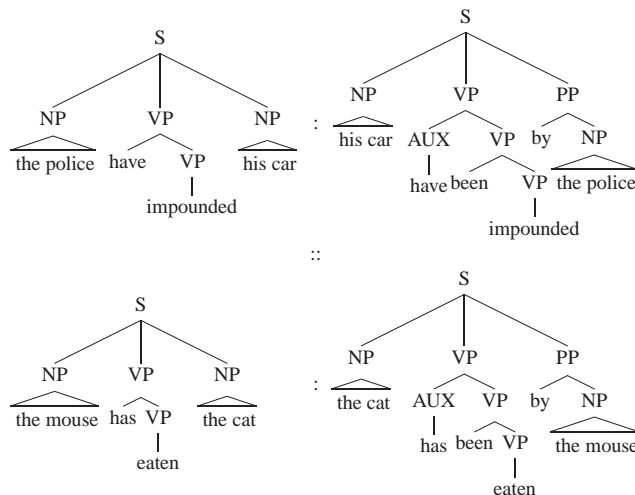 S S
NP VP NP : NP VP PP
the police have VP his car his car AUX VP by NP
impounded have been VP the police
impounded
::
S S
NP VP NP : NP VP PP
the mouse has VP the cat the cat AUX VP by NP
eaten has been VP the mouse
eaten